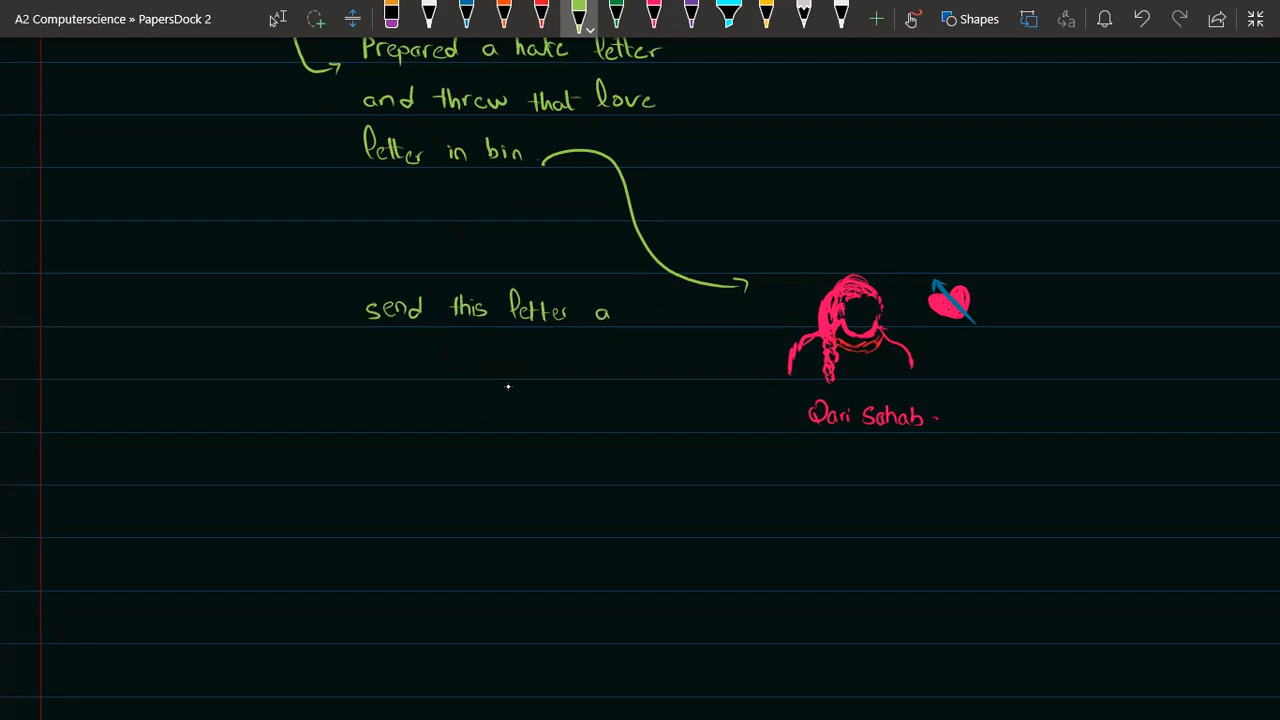 A2 Computerscience » PapersDock 2
Shapes
Prepared a hate letter
and threw that love
letter in bin.
send this letter a
Qari Sahab